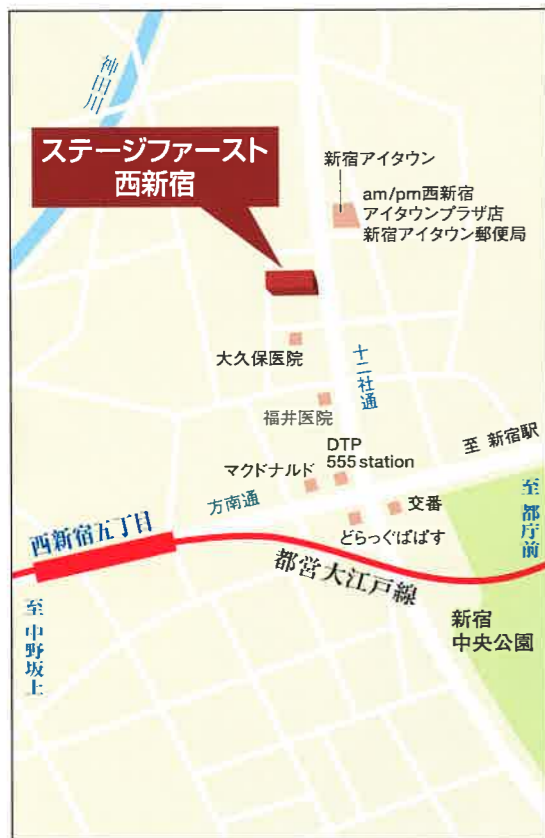 神田川
ステージファースト
西新宿
新宿アイタウン
am/pm西新宿
アイタウンプラザ店
新宿アイタウン郵便局
大久保医院
十二社通
福井医院
至 新宿駅
DTP
555 station
マクドナルド
方南通
交番
至 都庁前
どらっぐぱぱす
西新宿五丁目
都営大江戸線
至 中野坂上
新宿
中央公園